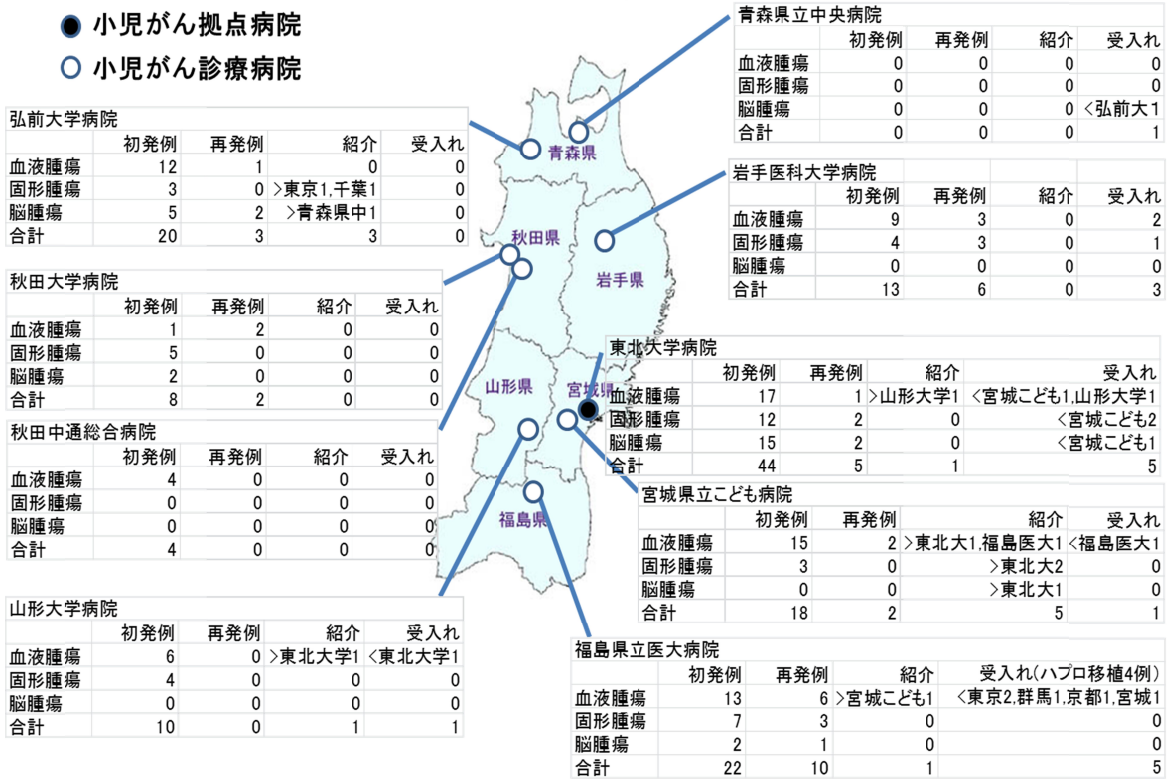 小児がん拠点病院
小児がん診療病院
青森県立中央病院
初発例 再発例 紹介 受入れ
血液腫瘍 0 0 0 0
固形腫瘍 0 0 0 0
脳腫瘍 0 0 0 <弘前大1
合計 0 0 0 1
弘前大学病院
初発例 再発例 紹介 受入れ
血液腫瘍 12 1 0 0
固形腫瘍 3 0 >東京1,千葉1 0
脳腫瘍 5 2 >青森県中1 0
合計 20 3 3 0
岩手医科大学病院
初発例 再発例 紹介 受入れ
血液腫瘍 9 3 0 2
固形腫瘍 4 3 0 1
脳腫瘍 0 0 0 0
合計 13 6 0 3
秋田大学病院
初発例 再発例 紹介 受入れ
血液腫瘍 1 2 0 0
固形腫瘍 5 0 0 0
脳腫瘍 2 0 0 0
合計 8 2 0 0
東北大学病院
初発例 再発例 紹介 受入れ
血液腫瘍 17 1 >山形大学1 <宮城こども1,山形大学1
固形腫瘍 12 2 0 <宮城こども2
脳腫瘍 15 2 0 <宮城こども1
合計 44 5 1 5
秋田中通総合病院
初発例 再発例 紹介 受入れ
血液腫瘍 4 0 0 0
固形腫瘍 0 0 0 0
脳腫瘍 0 0 0 0
合計 4 0 0 0
宮城県立こども病院
初発例 再発例 紹介 受入れ
血液腫瘍 15 2 >東北大1,福島医大1 <福島医大1
固形腫瘍 3 0 >東北大2 0
脳腫瘍 0 0 >東北大1 0
合計 18 2 5 1
山形大学病院
初発例 再発例 紹介 受入れ
血液腫瘍 6 0 >東北大学1 <東北大学1
固形腫瘍 4 0 0 0
脳腫瘍 0 0 0 0
合計 10 0 1 1
福島県立医大病院
初発例 再発例 紹介 受入れ(ハプロ移植4例)
血液腫瘍 13 6 >宮城こども1 <東京2,群馬1,京都1,宮城1
固形腫瘍 7 3 0 0
脳腫瘍 2 1 0 0
合計 22 10 1 5
青森県
秋田県
岩手県
山形県
宮城県
福島県